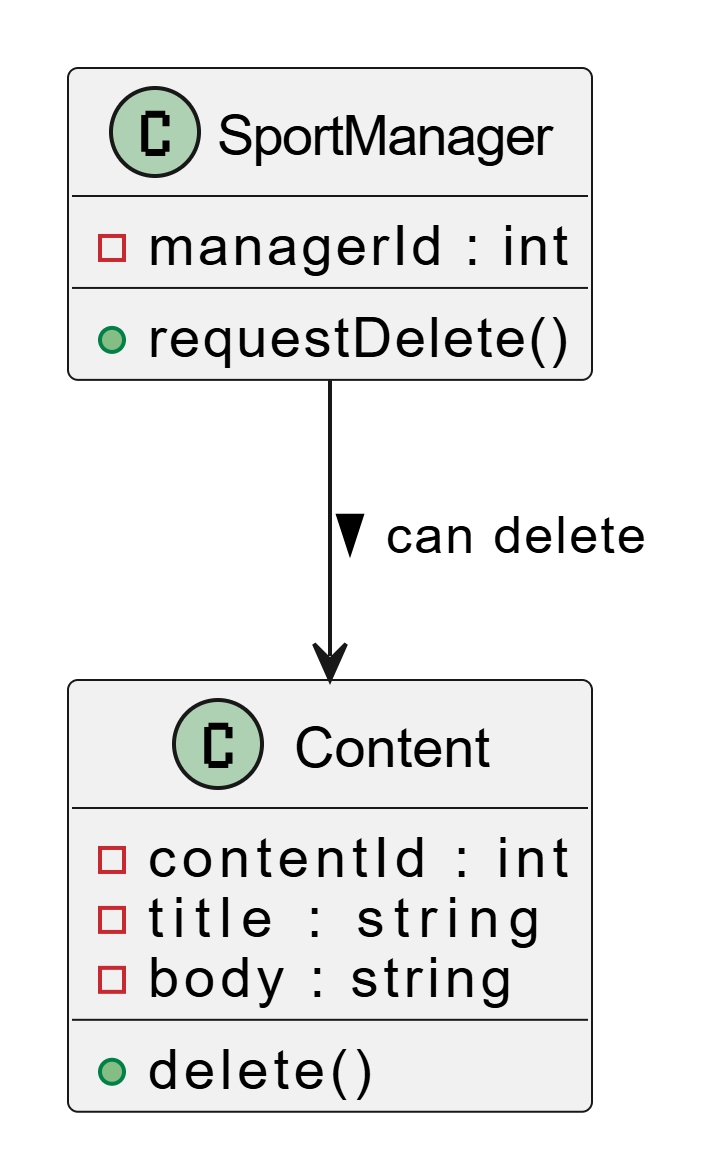 C SportManager
managerId : int
requestDelete()
can delete
C Content
contentId : int
title : string
body : string
delete()